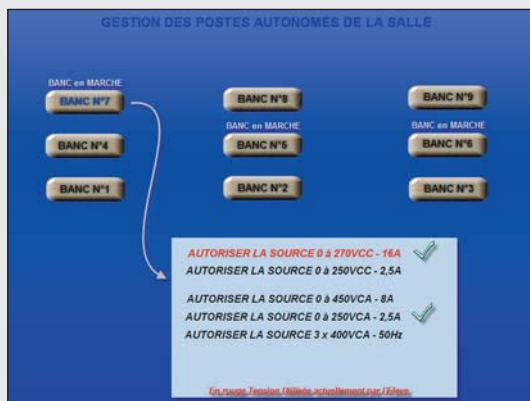 GESTION DES POSTES AUTONOMES DE LA SALLE
BANC en MARCHE
BANC N°7
BANC N°8
BANC N°9
BANC en MARCHE
BANC en MARCHE
BANC N°4
BANC N°5
BANC N°6
BANC N°1
BANC N°2
BANC N°3
AUTORISER LA SOURCE 0 à 270VCC - 16A
AUTORISER LA SOURCE 0 à 250VCC - 2,5A
AUTORISER LA SOURCE 0 à 450VCA - 8A
AUTORISER LA SOURCE 0 à 250VCA - 2,5A
AUTORISER LA SOURCE 3 x 400VCA - 50Hz
En rouge Tension Utilisée actuellement par l'Elève